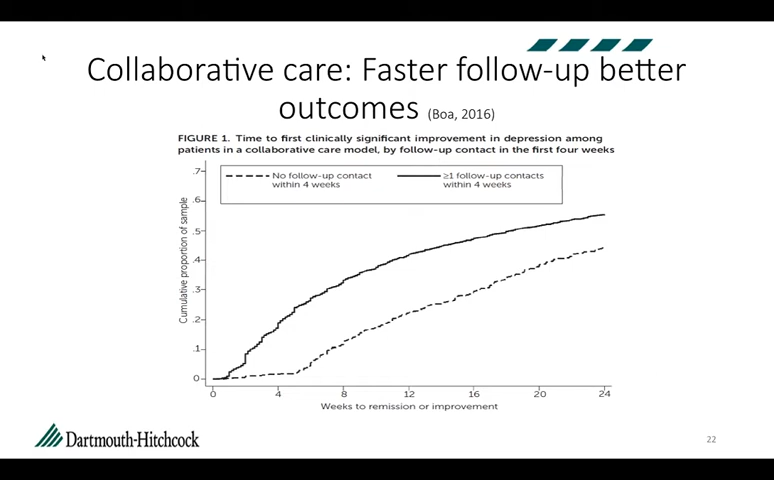 Collaborative care: Faster follow-up better
outcomes (Boa, 2016)
FIGURE 1. Time to first clinically significant improvement in depression among
patients in a collaborative care model, by follow-up contact in the first four weeks
No follow-up contact
within 4 weeks
≥1 follow-up contacts
within 4 weeks
Cumulative proportion of sample
.7
.6
.5
.4
.3
.2
.1
0
0 4 8 12 16 20 24
Weeks to remission or improvement
Dartmouth-Hitchcock
22